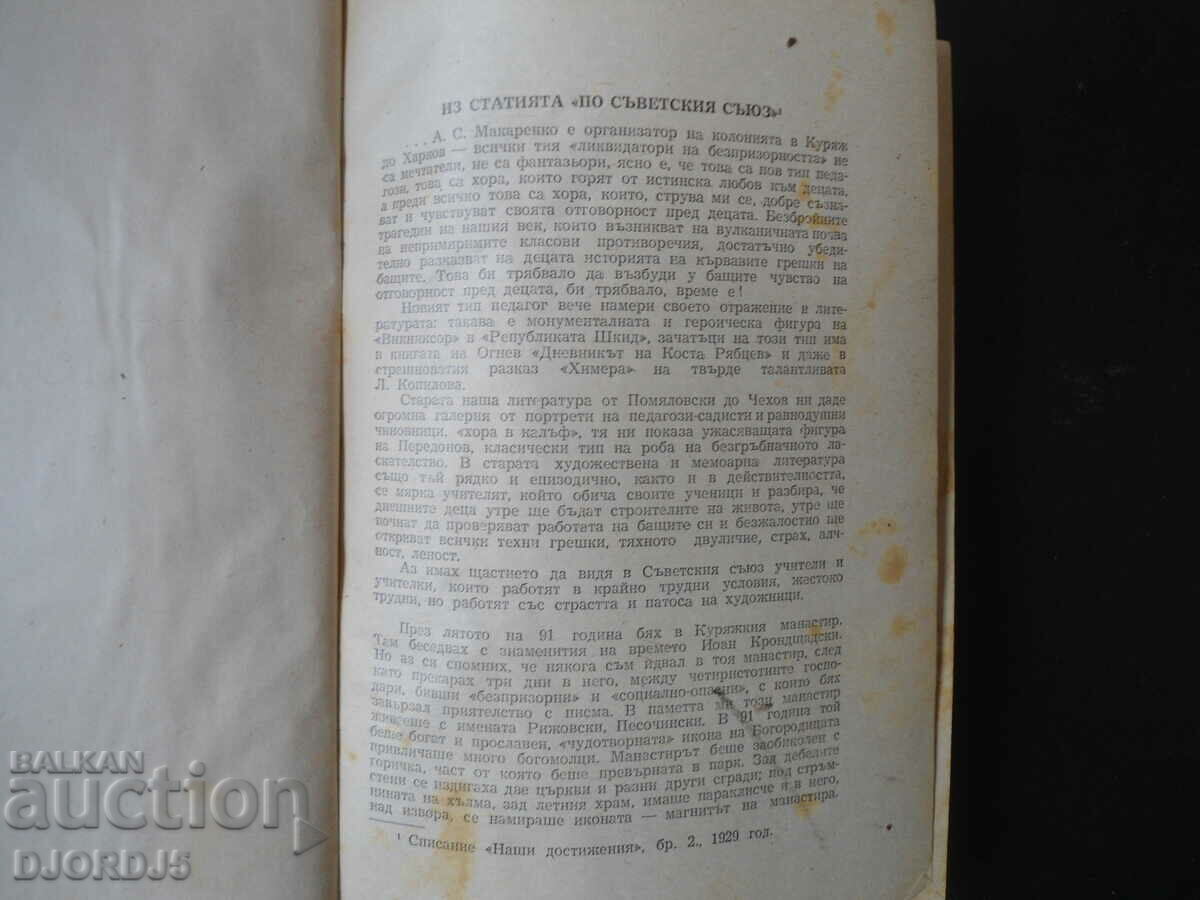 ИЗ СТАТИЯТА «ПО СЪВЕТСКИЯ СЪЮЗ»¹
. . . А. С. Макаренко е организатор на колонията в Куряж
до Харков — всички тия «ликвидатори на безпризорността» не
са мечтатели, не са фантазьори, ясно е, че това са нов тип педа-
гози, това са хора, които горят от истинска любов към децата,
а преди всичко това са хора, които, струва ми се, добре съзна-
ват и чувствуват своята отговорност пред децата. Безбройните
трагедии на нашия век, които възникват на вулканичната почва
на непримиримите класови противоречия, достатъчно убеди-
телно разказват на децата историята на кървавите грешки на
бащите. Това би трябвало да възбуди у бащите чувство на
отговорност пред децата, би трябвало, време е!
Новият тип педагог вече намери своето отражение в лите-
ратурата: такава е монументалната и героическа фигура на
«Викниксор» в «Републиката Шкид», зачатъци на този тип има
в книгата на Огнев «Дневникът на Коста Рябцев» и даже в
стрешноватия разказ «Химера» на твърде талантливата
Л. Копилова.
Старата наша литература от Помяловски до Чехов ни даде
огромна галерия от портрети на педагози-садисти и равнодушни
чиновници, «хора в калъф», тя ни показа ужасяващата фигура
на Передонов, класически тип на роба на безгръбначното ла-
скателство. В старата художествена и мемоарна литература
също тъй рядко и епизодично, както и в действителността,
се мярка учителят, който обича своите ученици и разбира, че
днешните деца утре ще бъдат строителите на живота, утре ще
почнат да проверяват работата на бащите си и безжалостно ще
откриват всички техни грешки, тяхното двуличие, страх, алч-
ност, леност.
Аз имах щастието да видя в Съветския съюз учители и
учителки, които работят в крайно трудни условия, жестоко
трудни, но работят със страстта и патоса на художници.
През лятото на 91 година бях в Куряжкия манастир.
Там беседвах с знаменития на времето Иоан Кронщадски.
Но аз си спомних, че някога съм йдвал в тоя манастир, след
като прекарах три дни в него, между четиристотините госпо-
дари, бивши «безпризорни» и «социално-опасни», с които бях
завързал приятелство с писма. В паметта ми този манастир
живееше с имената Рижовски, Песочински. В 91 година той
беше богат и прославен, «чудотворната» икона на Богородицата
привличаше много богомолци. Манастирът беше заобиколен с
горичка, част от която беше превърната в парк. Зад дебелите
стени се издигаха две църкви и разни други сгради; под стръм-
нината на хълма, зад летния храм, имаше параклисче и в него,
над извора, се намираше иконата — магнитът на манастира.
¹ Списание «Наши достижения», бр. 2., 1929 год.
BALKAN
auction
DJORDJ5